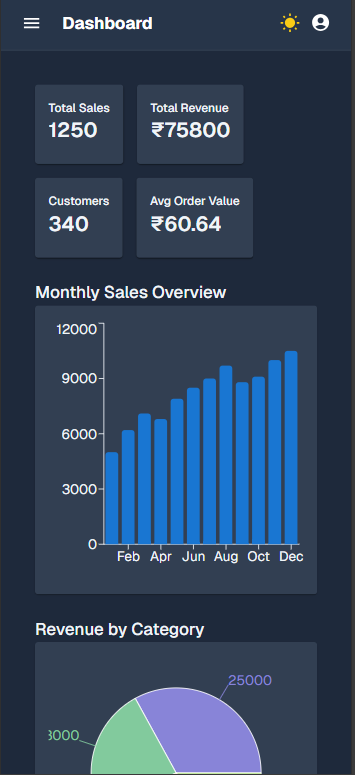 Dashboard
Total Sales
1250
Total Revenue
₹75800
Customers
340
Avg Order Value
₹60.64
Monthly Sales Overview
12000
9000
6000
3000
0
Feb Apr Jun Aug Oct Dec
Revenue by Category
25000